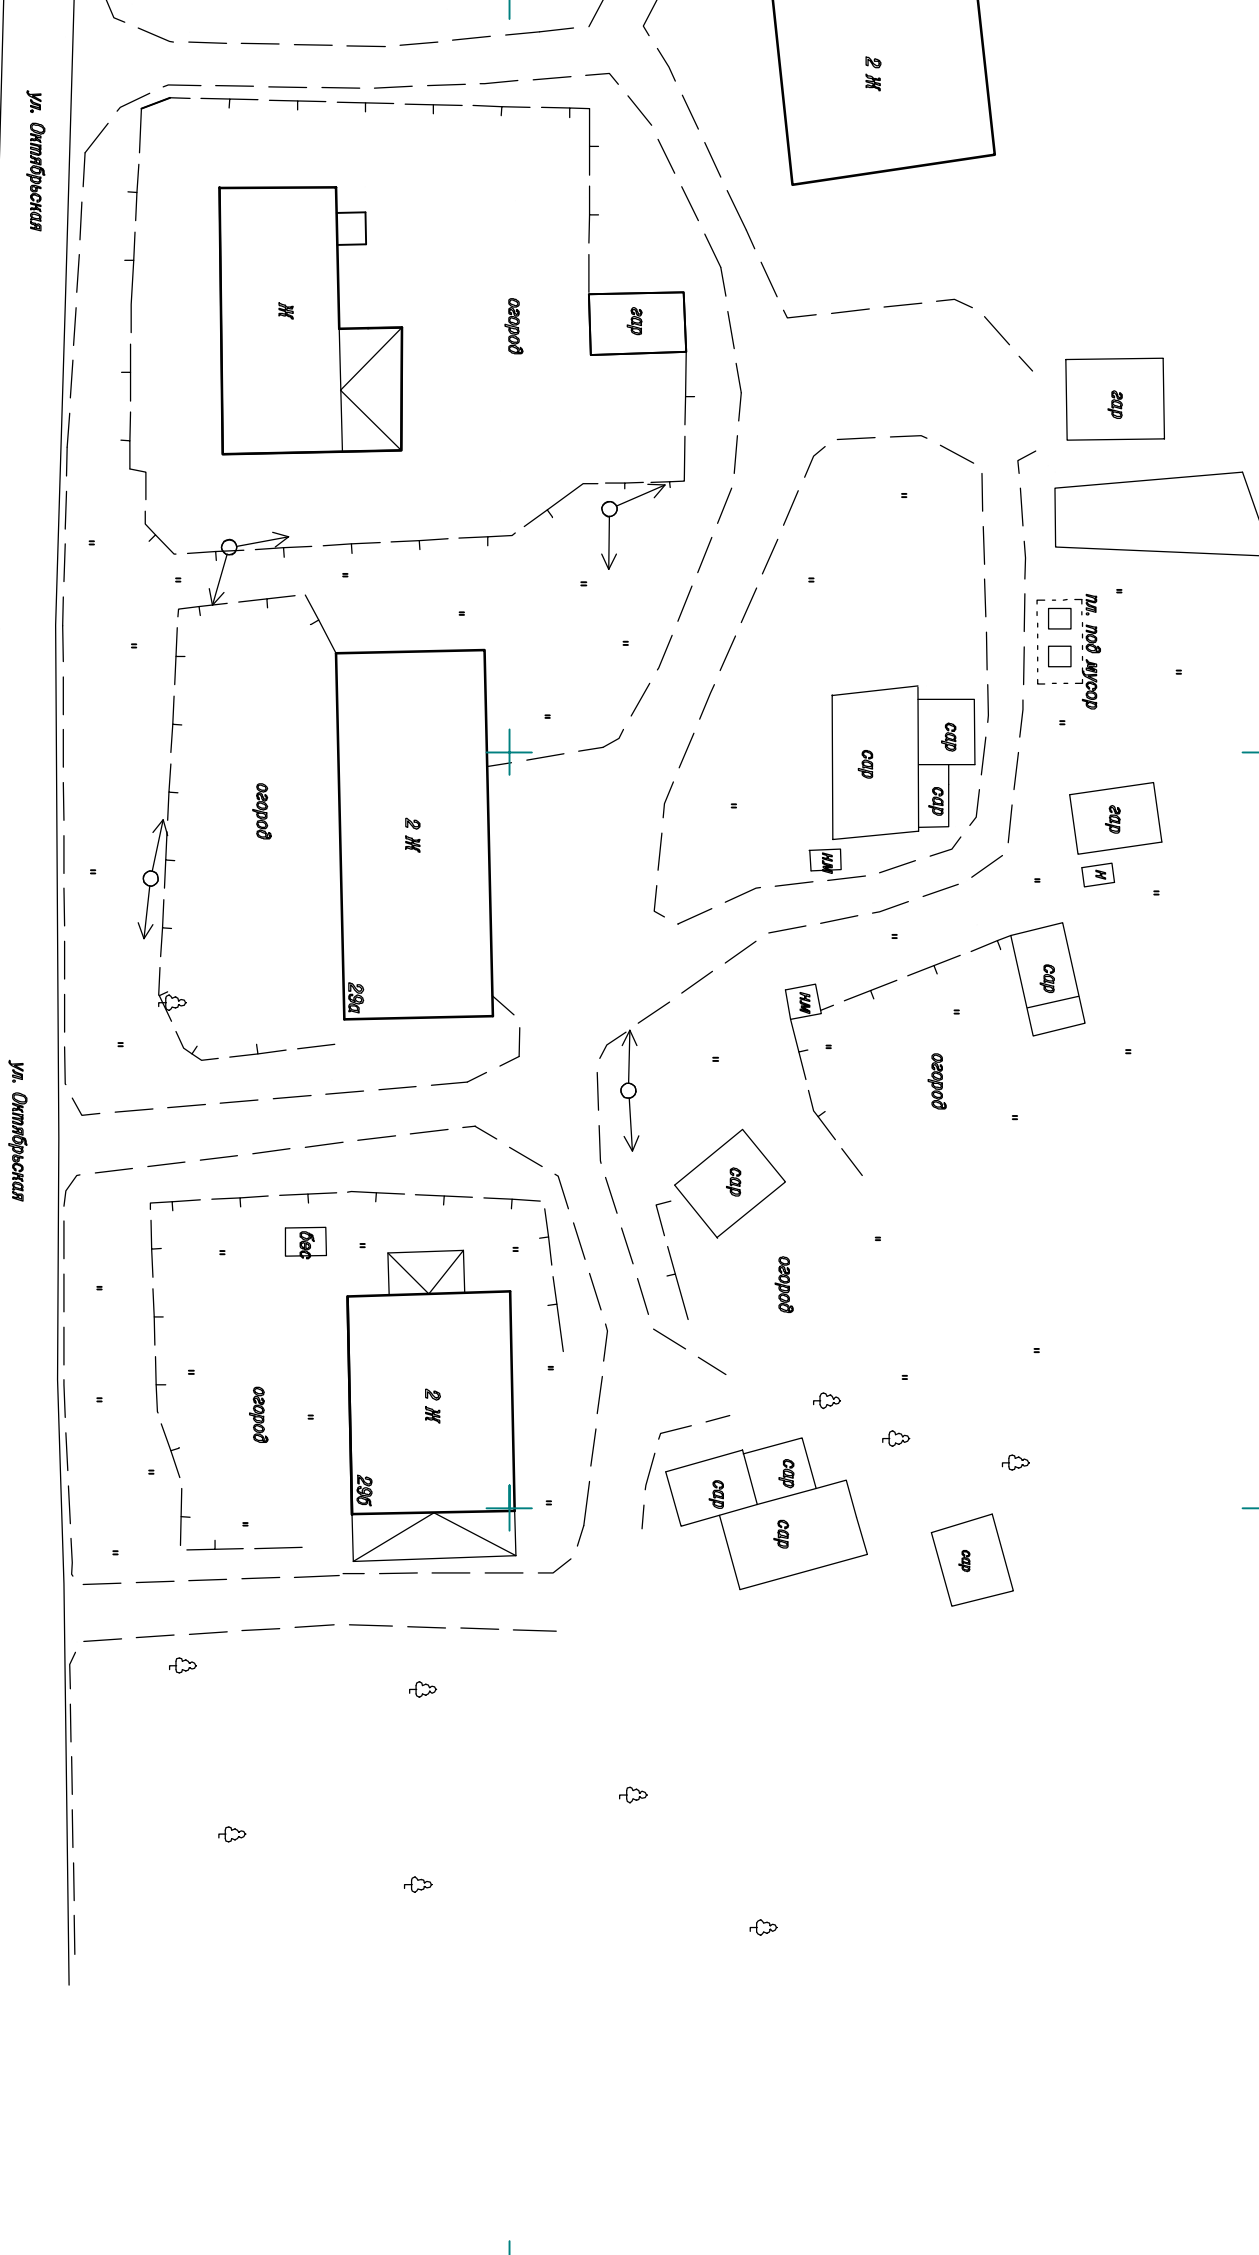 ул. Октябрьская
2 Ж
Ж
огород
гар
гар
пл. под мусор
сар
сар
сар
нм
гар
н
огород
2 Ж
29а
сар
нм
огород
ул. Октябрьская
сар
огород
бес
2 Ж
29б
огород
сар
сар
сар
сар